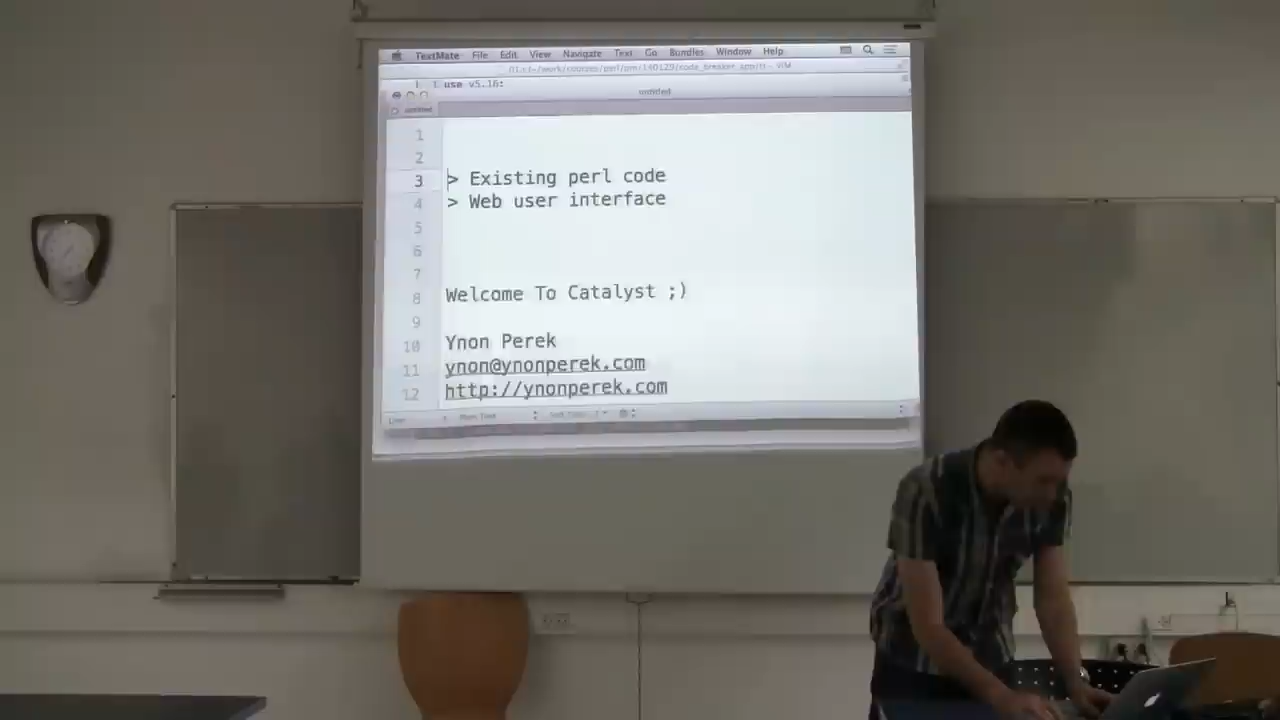 TextMate File Edit View Navigate Text Go Bundles Window Help
1 use v5.16;
untitled
untitled
1
2
3 > Existing perl code
4 > Web user interface
5
6
7
8 Welcome To Catalyst ;)
9
10 Ynon Perek
11 ynon@ynonperek.com
12 http://ynonperek.com